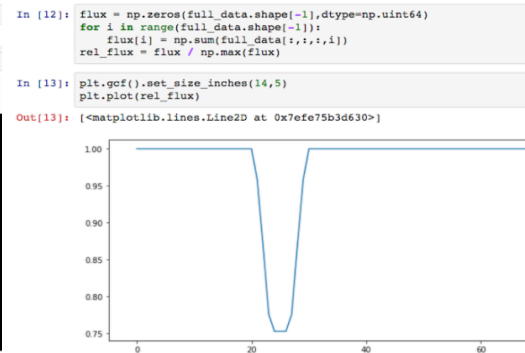 In [12]: flux = np.zeros(full_data.shape[-1],dtype=np.uint64)
for i in range(full_data.shape[-1]):
flux[i] = np.sum(full_data[:,:,:,i])
rel_flux = flux / np.max(flux)
In [13]: plt.gcf().set_size_inches(14,5)
plt.plot(rel_flux)
Out[13]: [<matplotlib.lines.Line2D at 0x7efe75b3d630>]
1.00
0.95
0.90
0.85
0.80
0.75
0 20 40 60